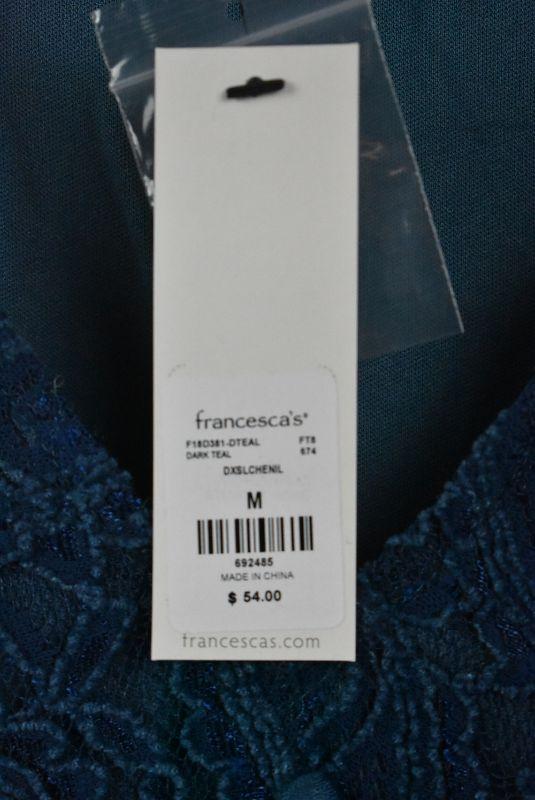 francesca's®
F18D381-DTEAL FT8
DARK TEAL 674
DXSLCHENIL
M
692485
MADE IN CHINA
$ 54.00
francescas.com